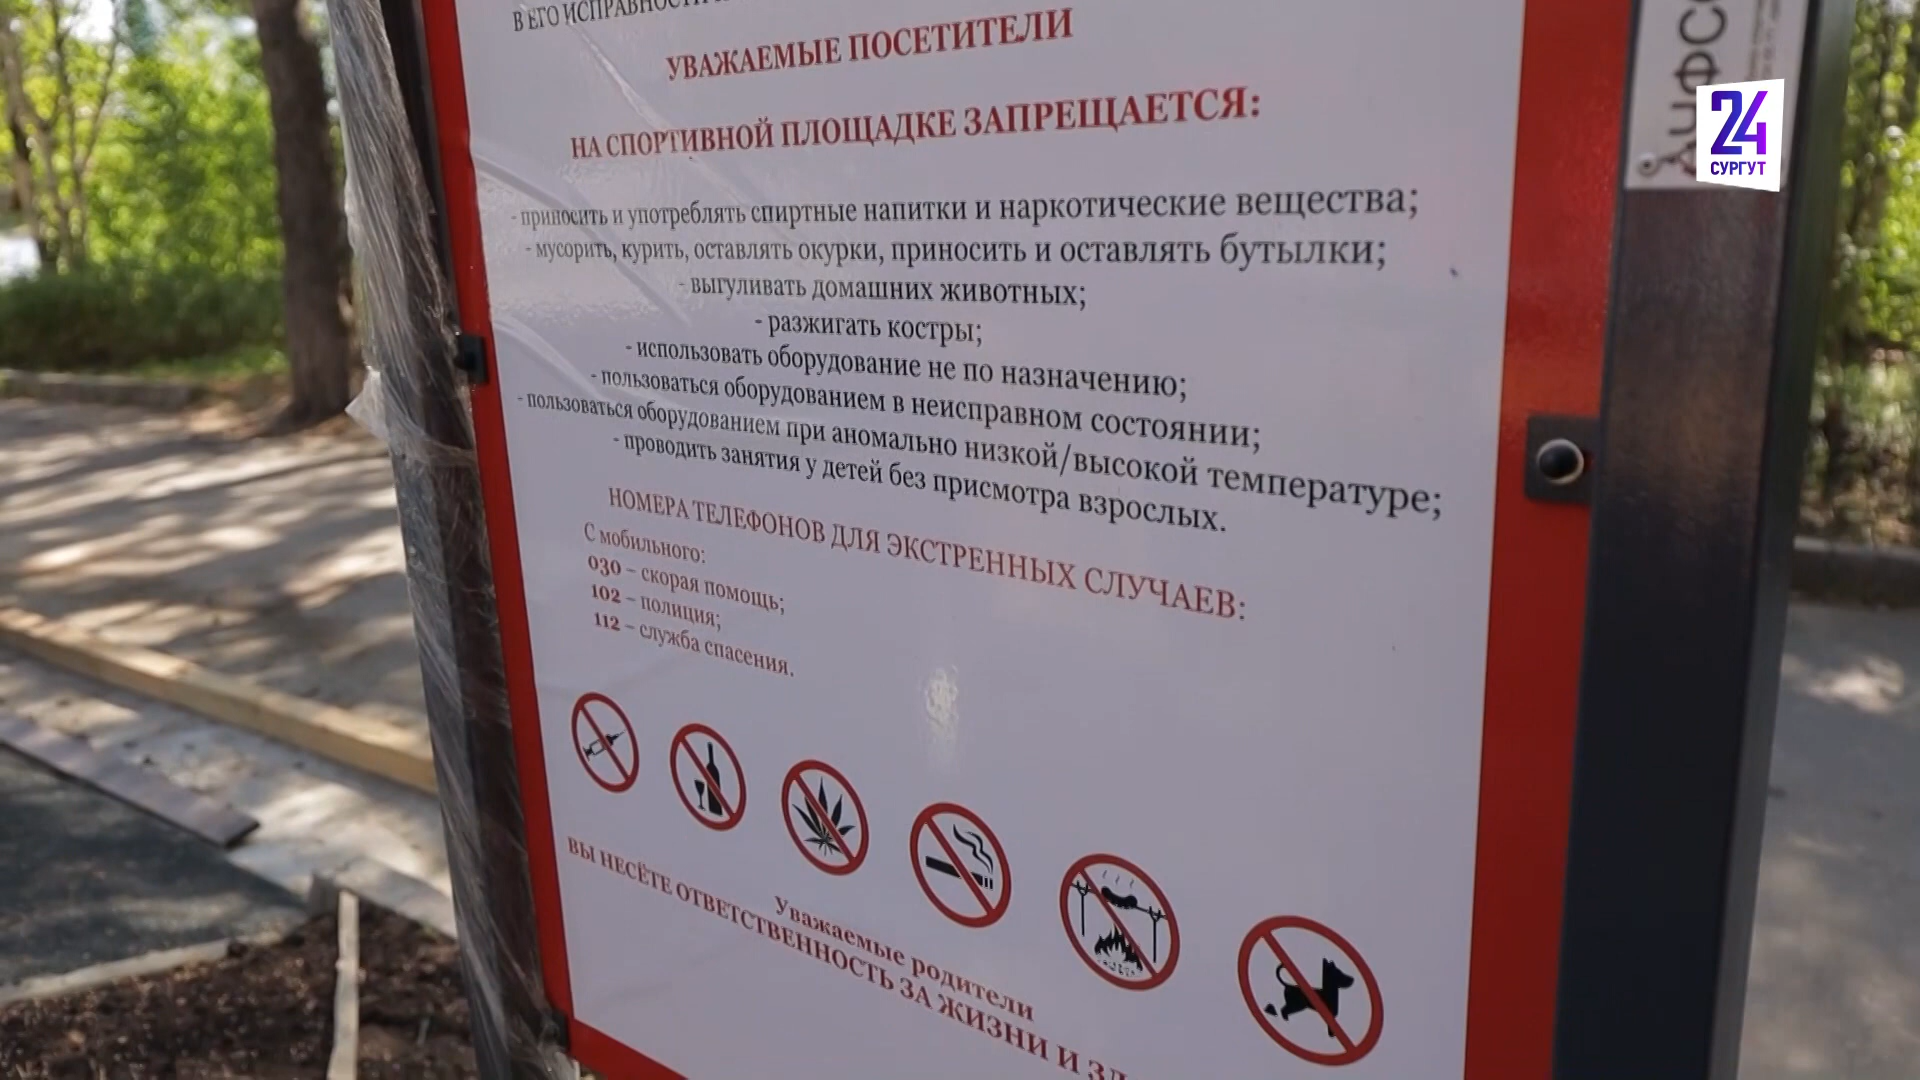 В ЕГО ИСПРАВНОСТИ
УВАЖАЕМЫЕ ПОСЕТИТЕЛИ
НА СПОРТИВНОЙ ПЛОЩАДКЕ ЗАПРЕЩАЕТСЯ:
- приносить и употреблять спиртные напитки и наркотические вещества;
- мусорить, курить, оставлять окурки, приносить и оставлять бутылки;
- выгуливать домашних животных;
- разжигать костры;
- использовать оборудование не по назначению;
- пользоваться оборудованием в неисправном состоянии;
- пользоваться оборудованием при аномально низкой/высокой температуре;
- проводить занятия у детей без присмотра взрослых.
НОМЕРА ТЕЛЕФОНОВ ДЛЯ ЭКСТРЕННЫХ СЛУЧАЕВ:
С мобильного:
030 – скорая помощь;
102 – полиция;
112 – служба спасения.
Уважаемые родители
ВЫ НЕСЁТЕ ОТВЕТСТВЕННОСТЬ ЗА ЖИЗНИ И
24
СУРГУТ